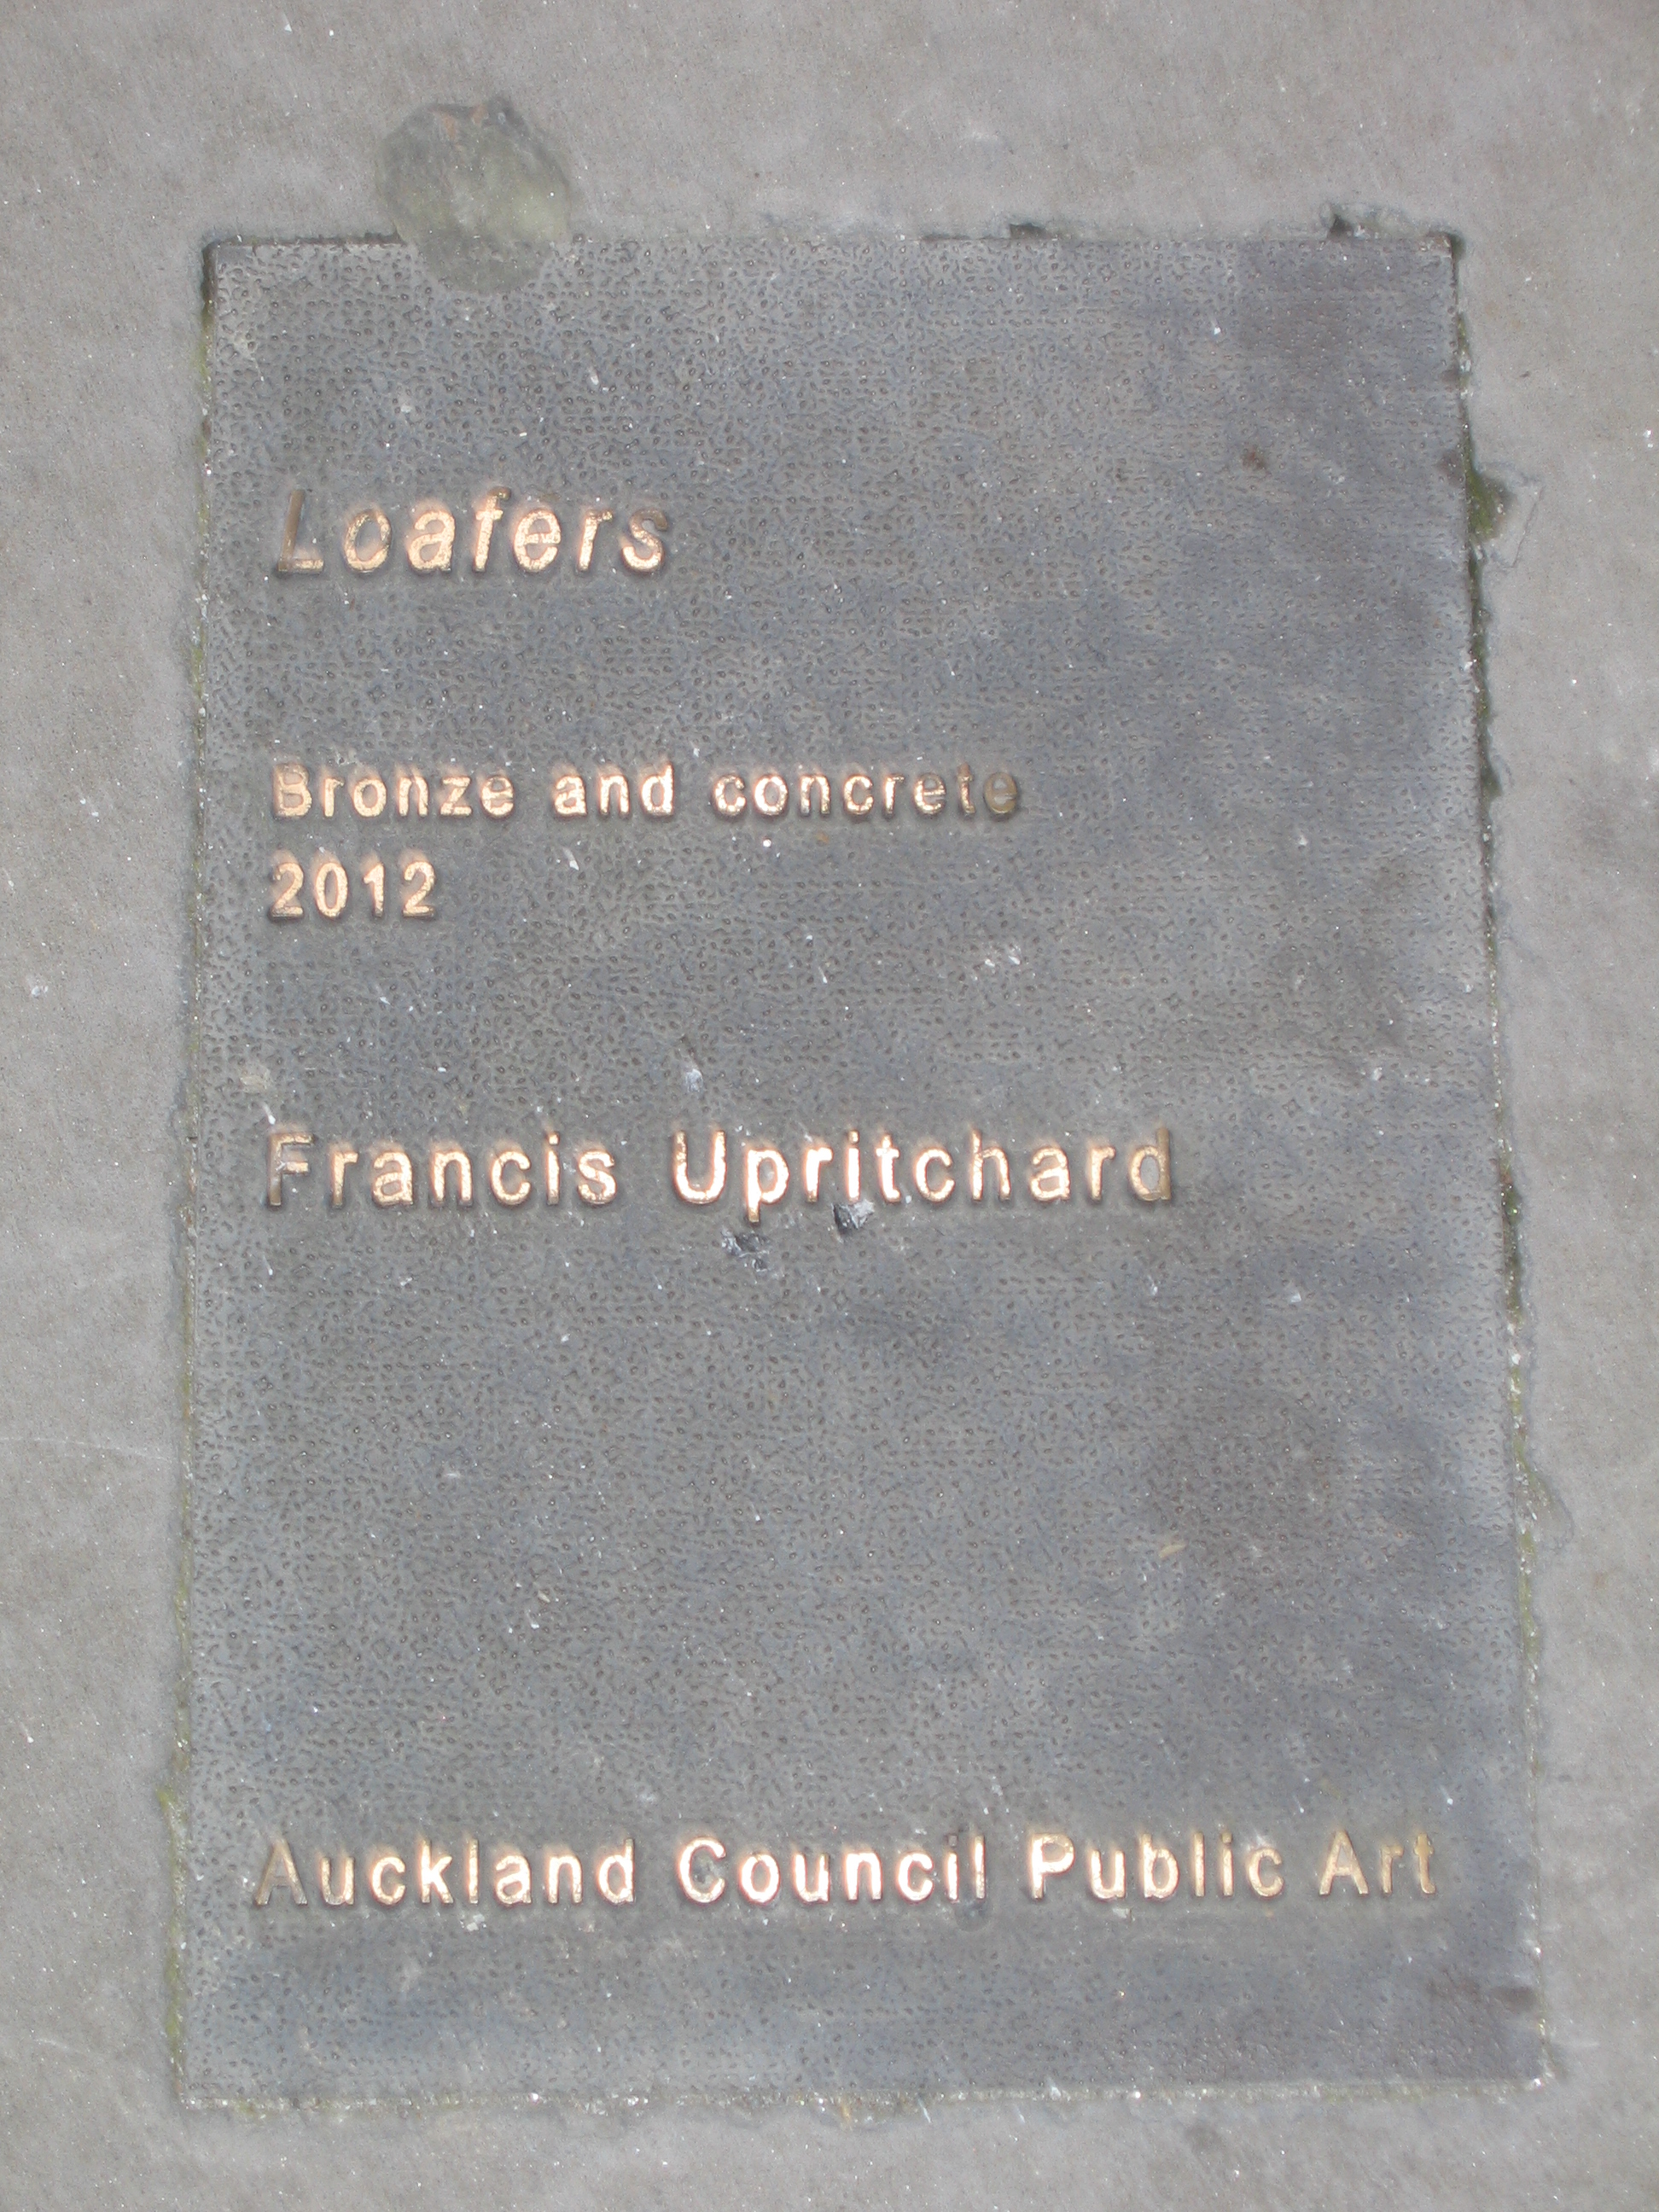 Loafers
Bronze and concrete
2012
Francis Upritchard
Auckland Council Public Art